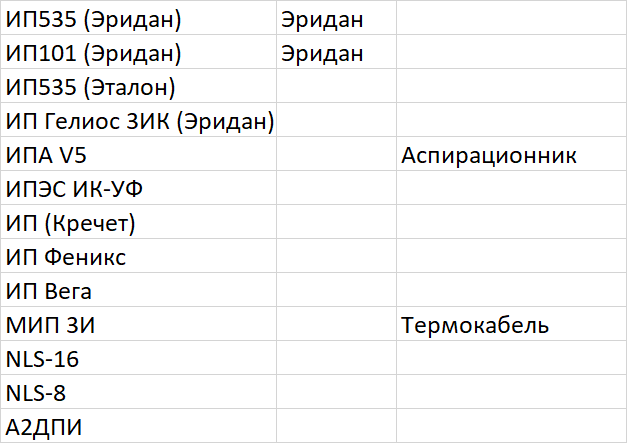 ИП535 (Эридан) Эридан
ИП101 (Эридан) Эридан
ИП535 (Эталон)
ИП Гелиос 3ИК (Эридан)
ИПА V5 Аспирационник
ИПЭС ИК-УФ
ИП (Кречет)
ИП Феникс
ИП Вега
МИП 3И Термокабель
NLS-16
NLS-8
А2ДПИ